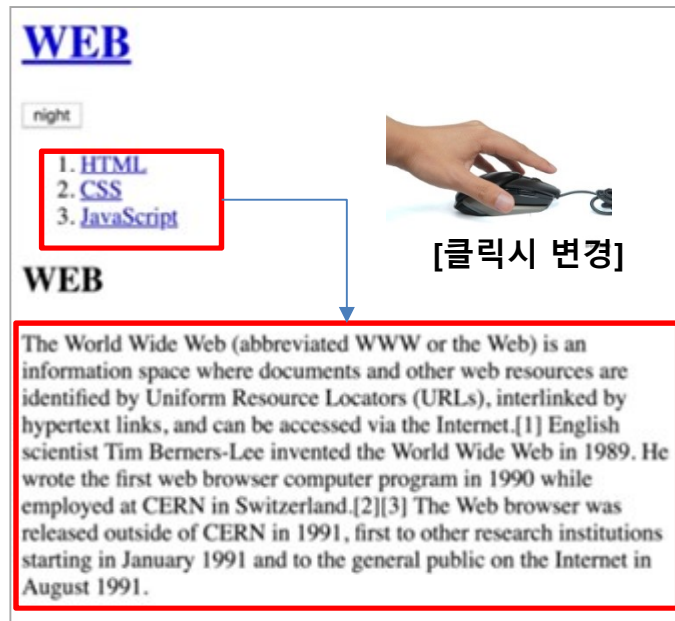 WEB
night
1. HTML
2. CSS
3. JavaScript
[클릭시 변경]
WEB
The World Wide Web (abbreviated WWW or the Web) is an
information space where documents and other web resources are
identified by Uniform Resource Locators (URLs), interlinked by
hypertext links, and can be accessed via the Internet.[1] English
scientist Tim Berners-Lee invented the World Wide Web in 1989. He
wrote the first web browser computer program in 1990 while
employed at CERN in Switzerland.[2][3] The Web browser was
released outside of CERN in 1991, first to other research institutions
starting in January 1991 and to the general public on the Internet in
August 1991.